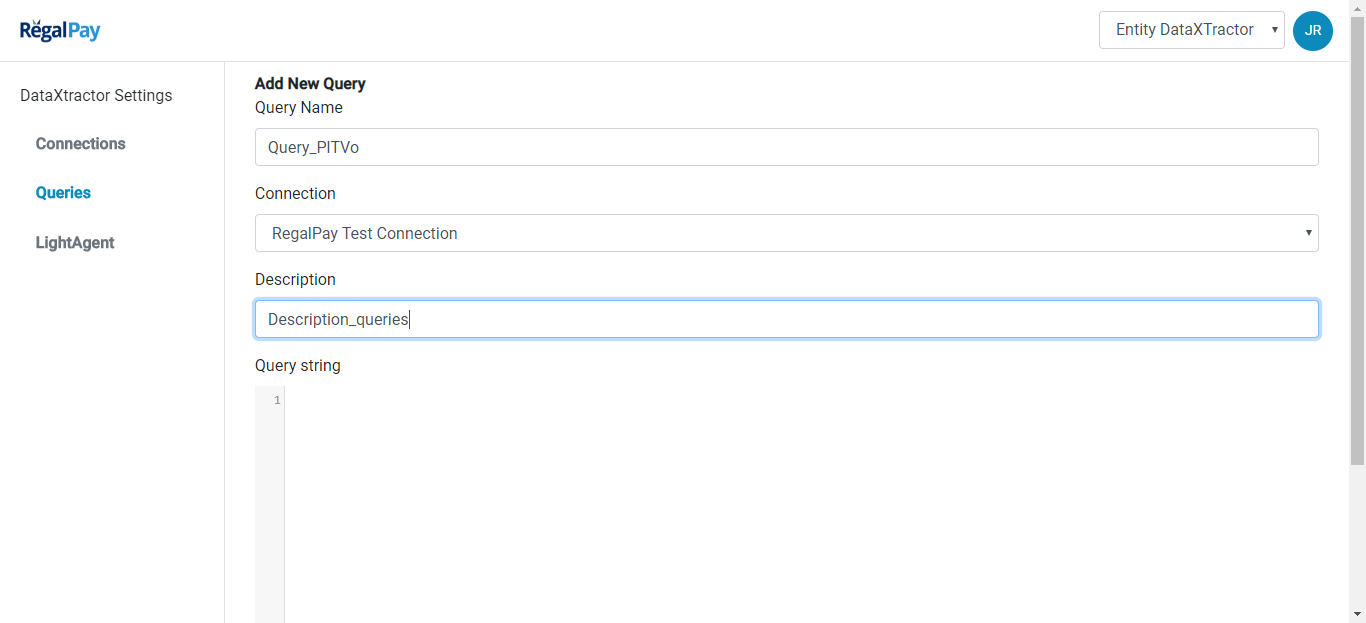 RegalPay
Entity DataXTractor
JR
DataXtractor Settings
Connections
Queries
LightAgent
Add New Query
Query Name
Query_PITVo
Connection
RegalPay Test Connection
Description
Description_queries
Query string
1